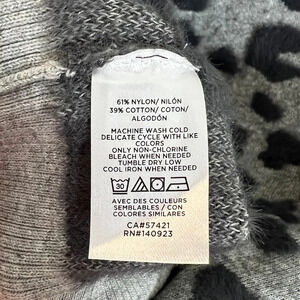 61% NYLON/ NILÓN
39% COTTON/ COTON/
ALGODÓN
MACHINE WASH COLD
DELICATE CYCLE WITH LIKE
COLORS
ONLY NON-CHLORINE
BLEACH WHEN NEEDED
TUMBLE DRY LOW
COOL IRON WHEN NEEDED
30
AVEC DES COULEURS
SEMBLABLES / CON
COLORES SIMILARES
CA#57421
RN#140923